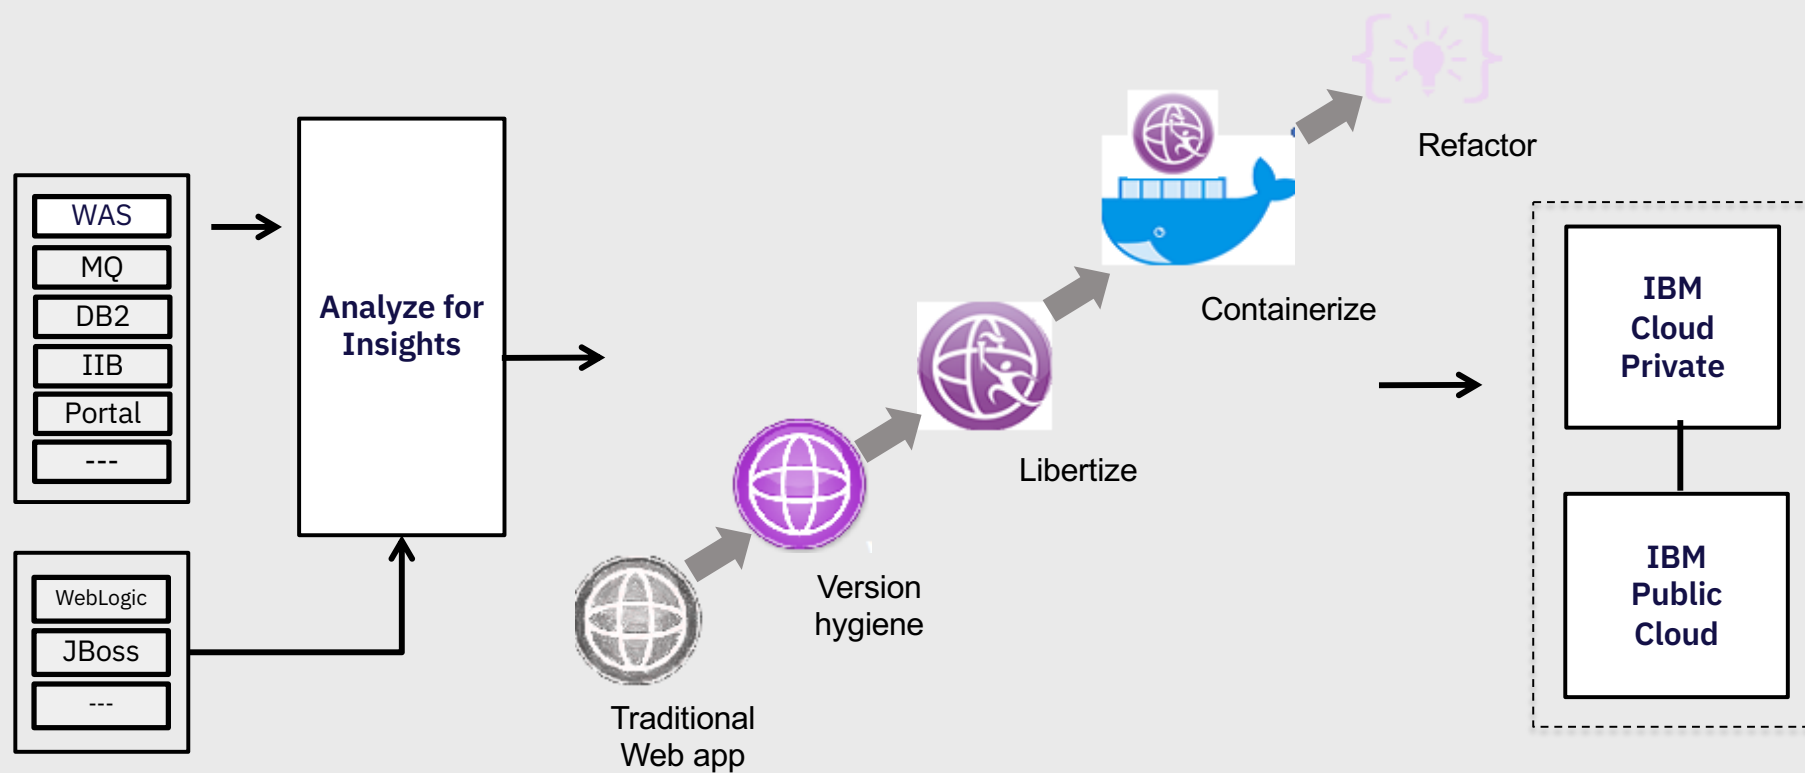 WAS
MQ
DB2
IIB
Portal
---
WebLogic
JBoss
---
Analyze for
Insights
Traditional
Web app
Version
hygiene
Libertize
Containerize
Refactor
IBM
Cloud
Private
IBM
Public
Cloud